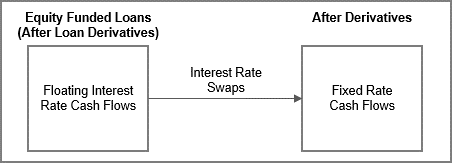 Equity Funded Loans
(After Loan Derivatives)
After Derivatives
Floating Interest
Rate Cash Flows
Interest Rate
Swaps
Fixed Rate
Cash Flows